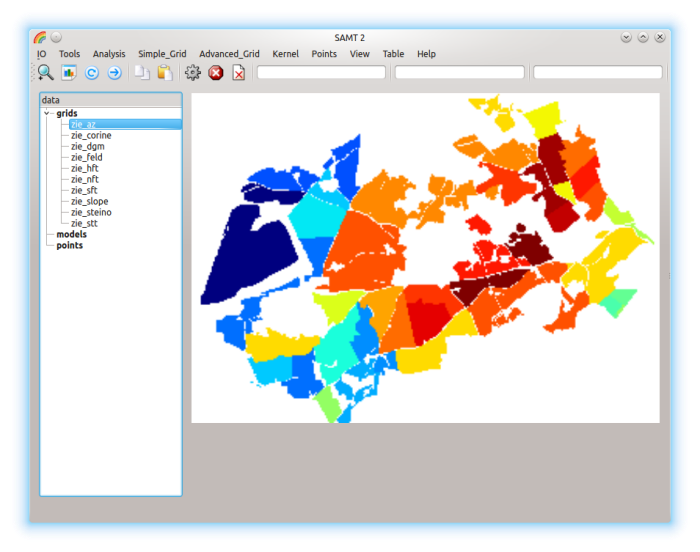 SAMT 2
IO Tools Analysis Simple_Grid Advanced_Grid Kernel Points View Table Help
data
grids
zie_az
zie_corine
zie_dgm
zie_feld
zie_hft
zie_nft
zie_sft
zie_slope
zie_steino
zie_stt
models
points